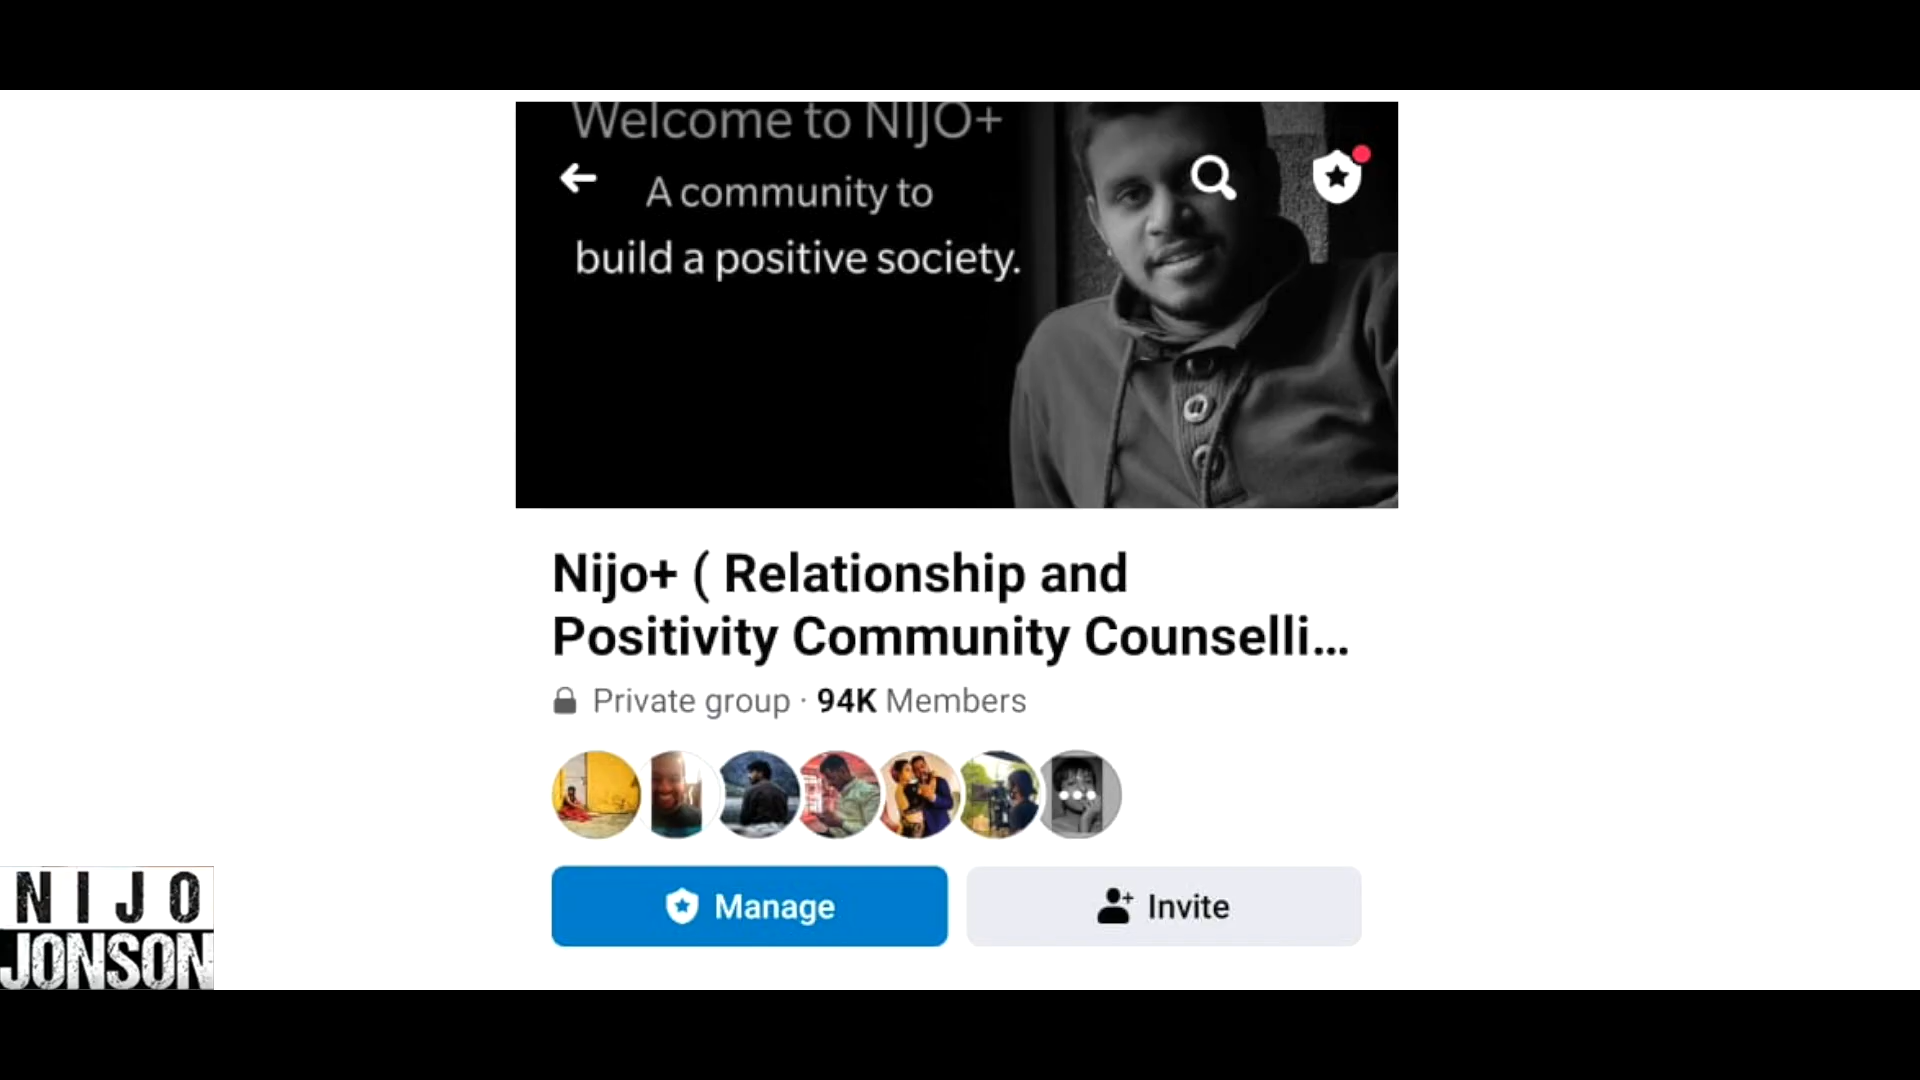 Welcome to NIJO+
A community to
build a positive society.
Nijo+ ( Relationship and
Positivity Community Counselli...
Private group · 94K Members
Manage
Invite
NIJO
JONSON